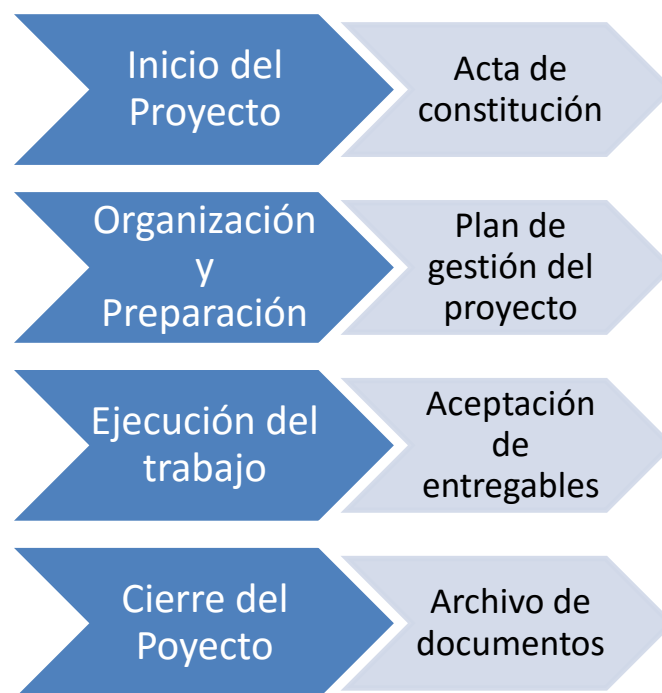 Inicio del
Proyecto
Acta de
constitución
Organización
y
Preparación
Plan de
gestión del
proyecto
Ejecución del
trabajo
Aceptación
de
entregables
Cierre del
Poyecto
Archivo de
documentos